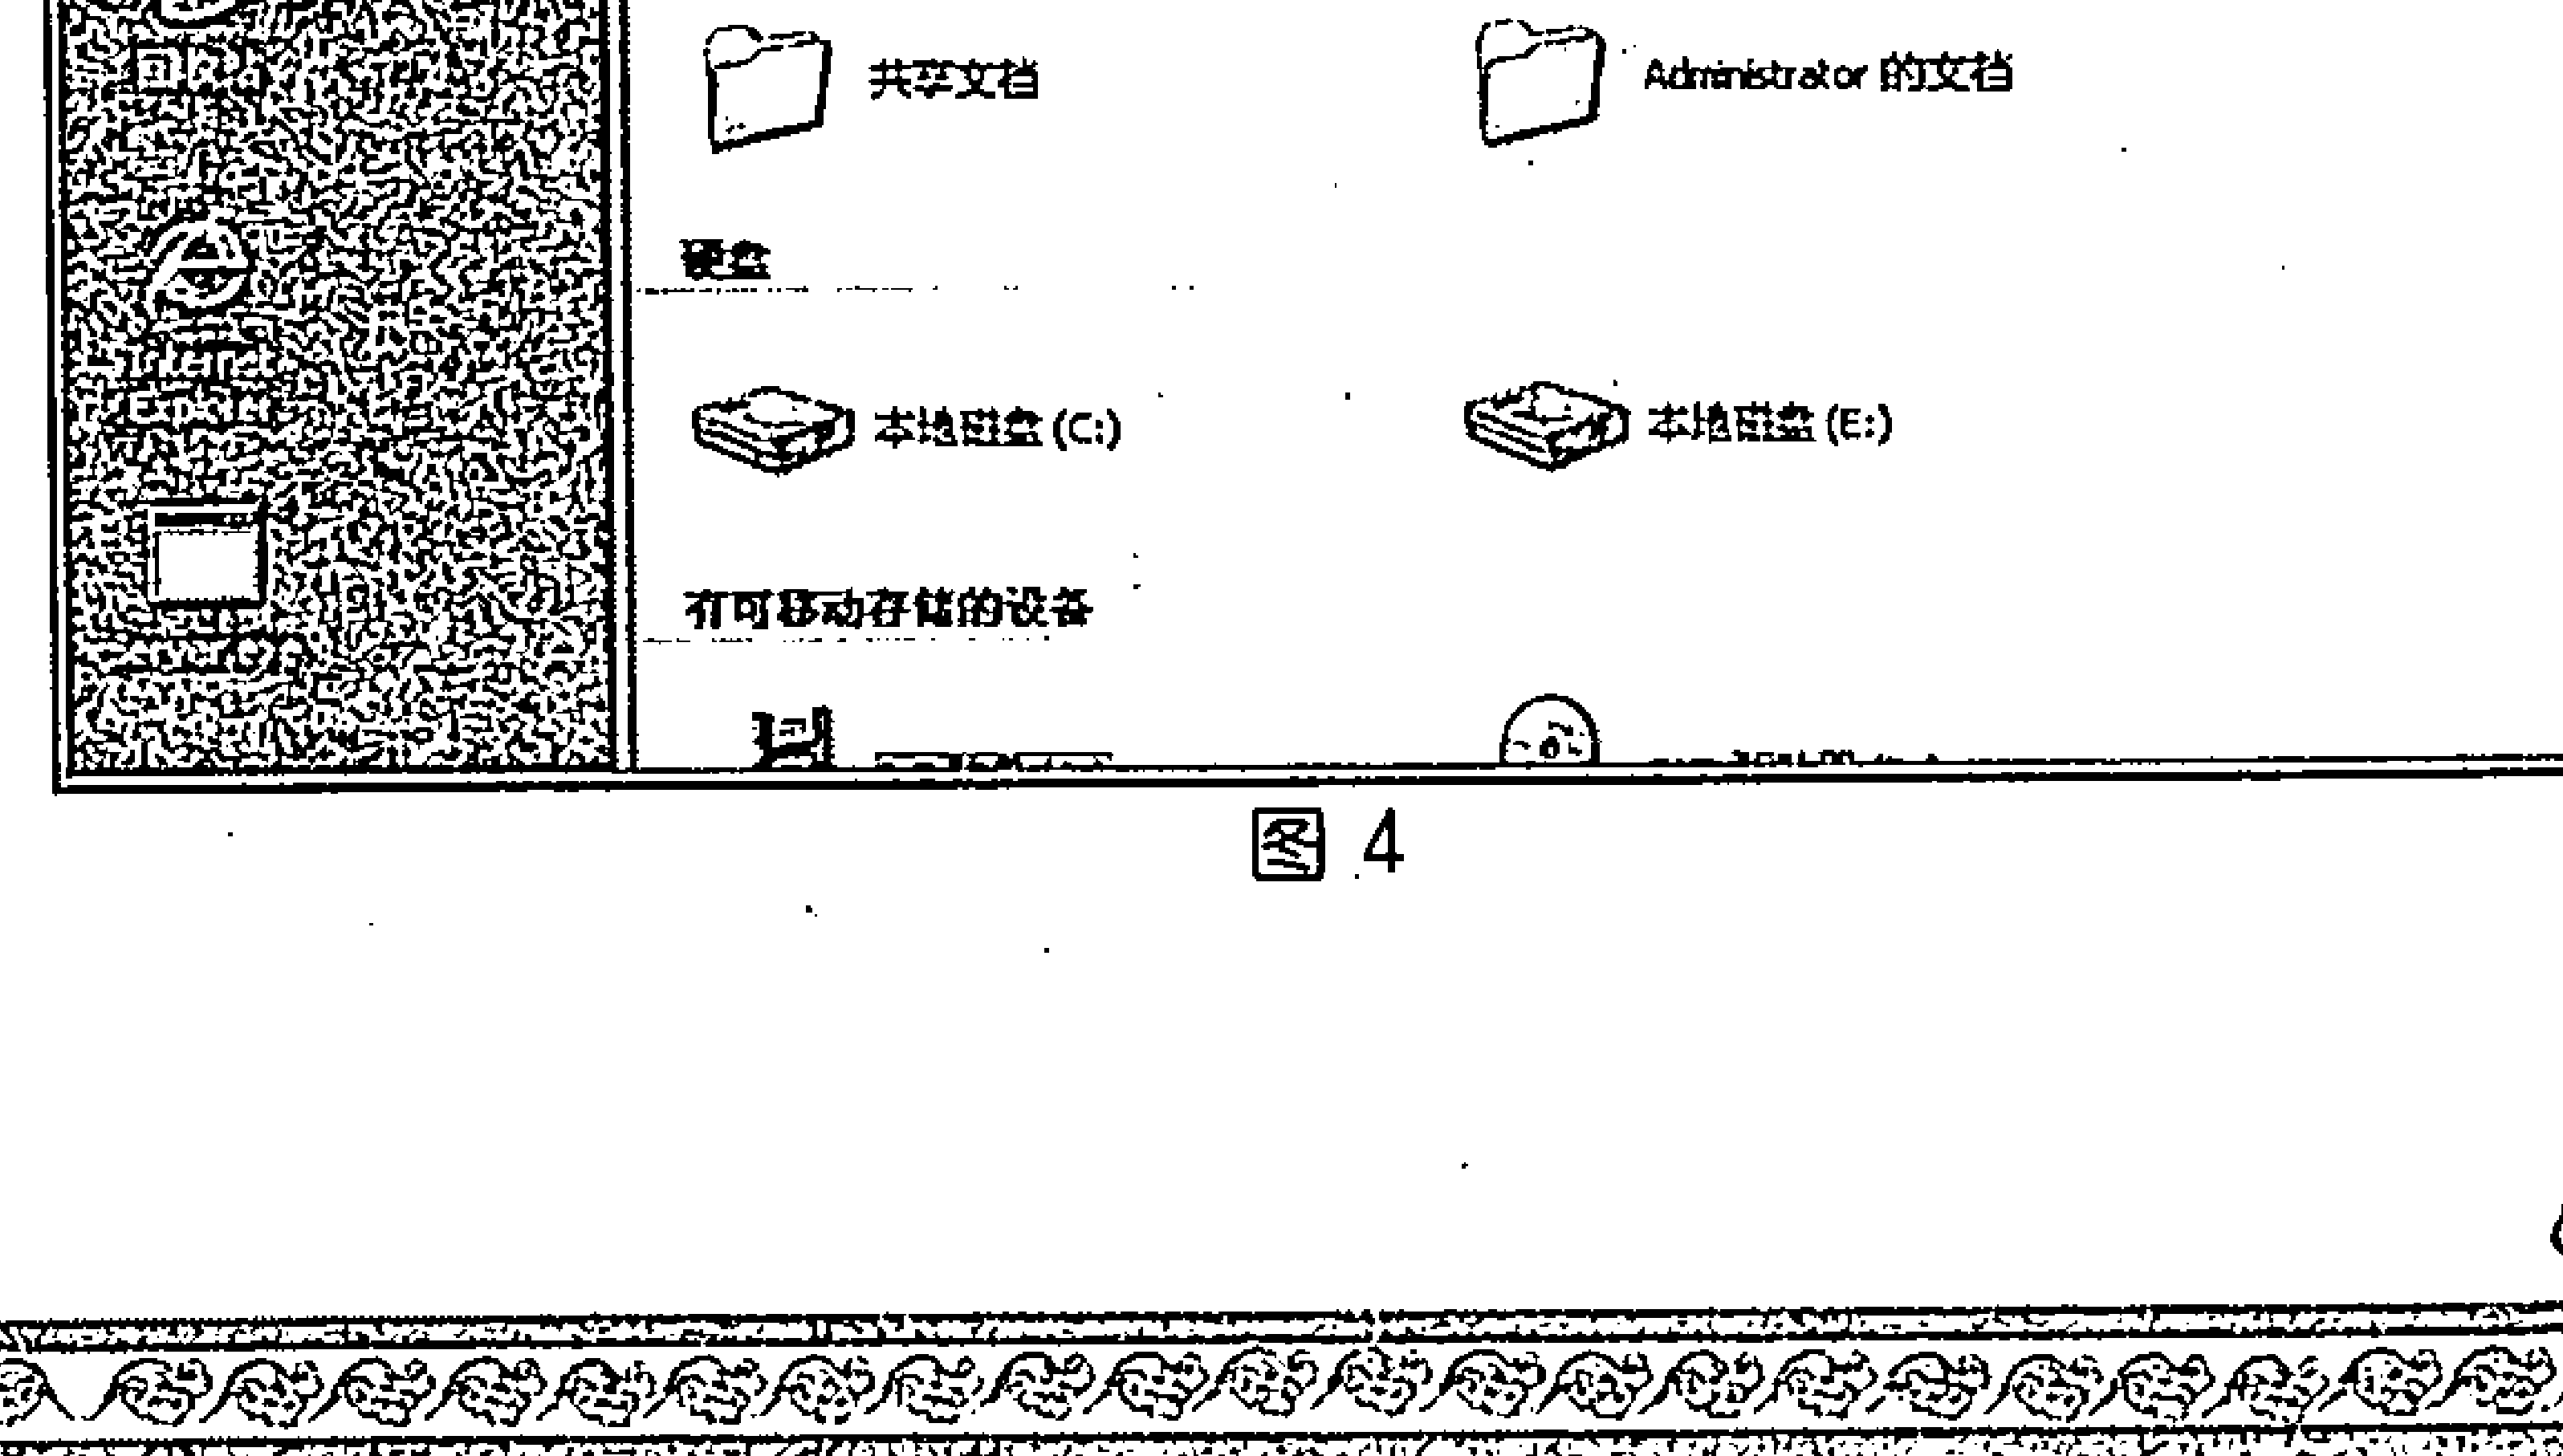 共享文档 Administrator 的文档
硬盘
本地磁盘 (C:) 本地磁盘 (E:)
有可移动存储的设备
图 4